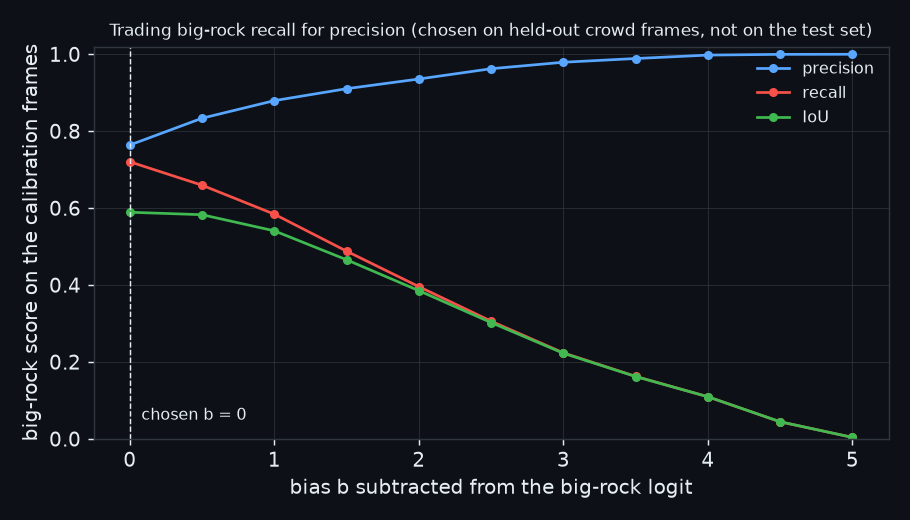 Trading big-rock recall for precision (chosen on held-out crowd frames, not on the test set)
big-rock score on the calibration frames
1.0
0.8
0.6
0.4
0.2
0.0
precision
recall
IoU
chosen b = 0
0 1 2 3 4 5
bias b subtracted from the big-rock logit